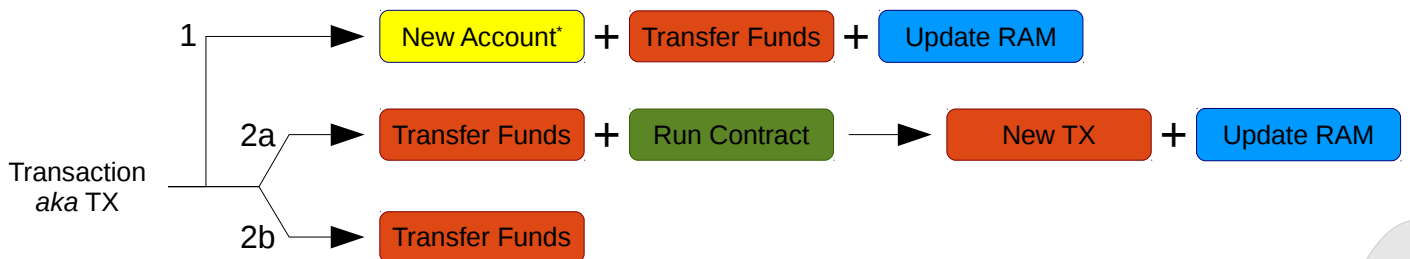 1 New Account* + Transfer Funds + Update RAM
2a Transfer Funds + Run Contract New TX + Update RAM
Transaction
aka TX
2b Transfer Funds